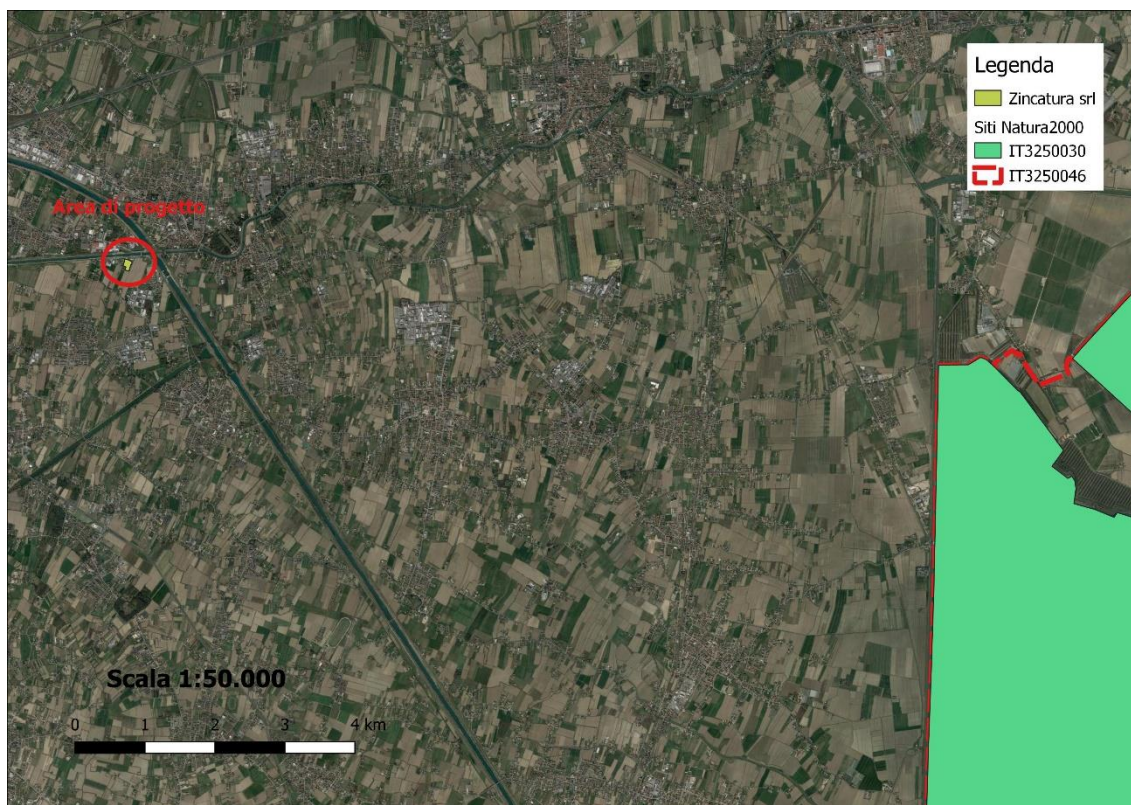 Legenda
Zincatura srl
Siti Natura2000
IT3250030
IT3250046
Area di progetto
Scala 1:50.000
0 1 2 3 4 km